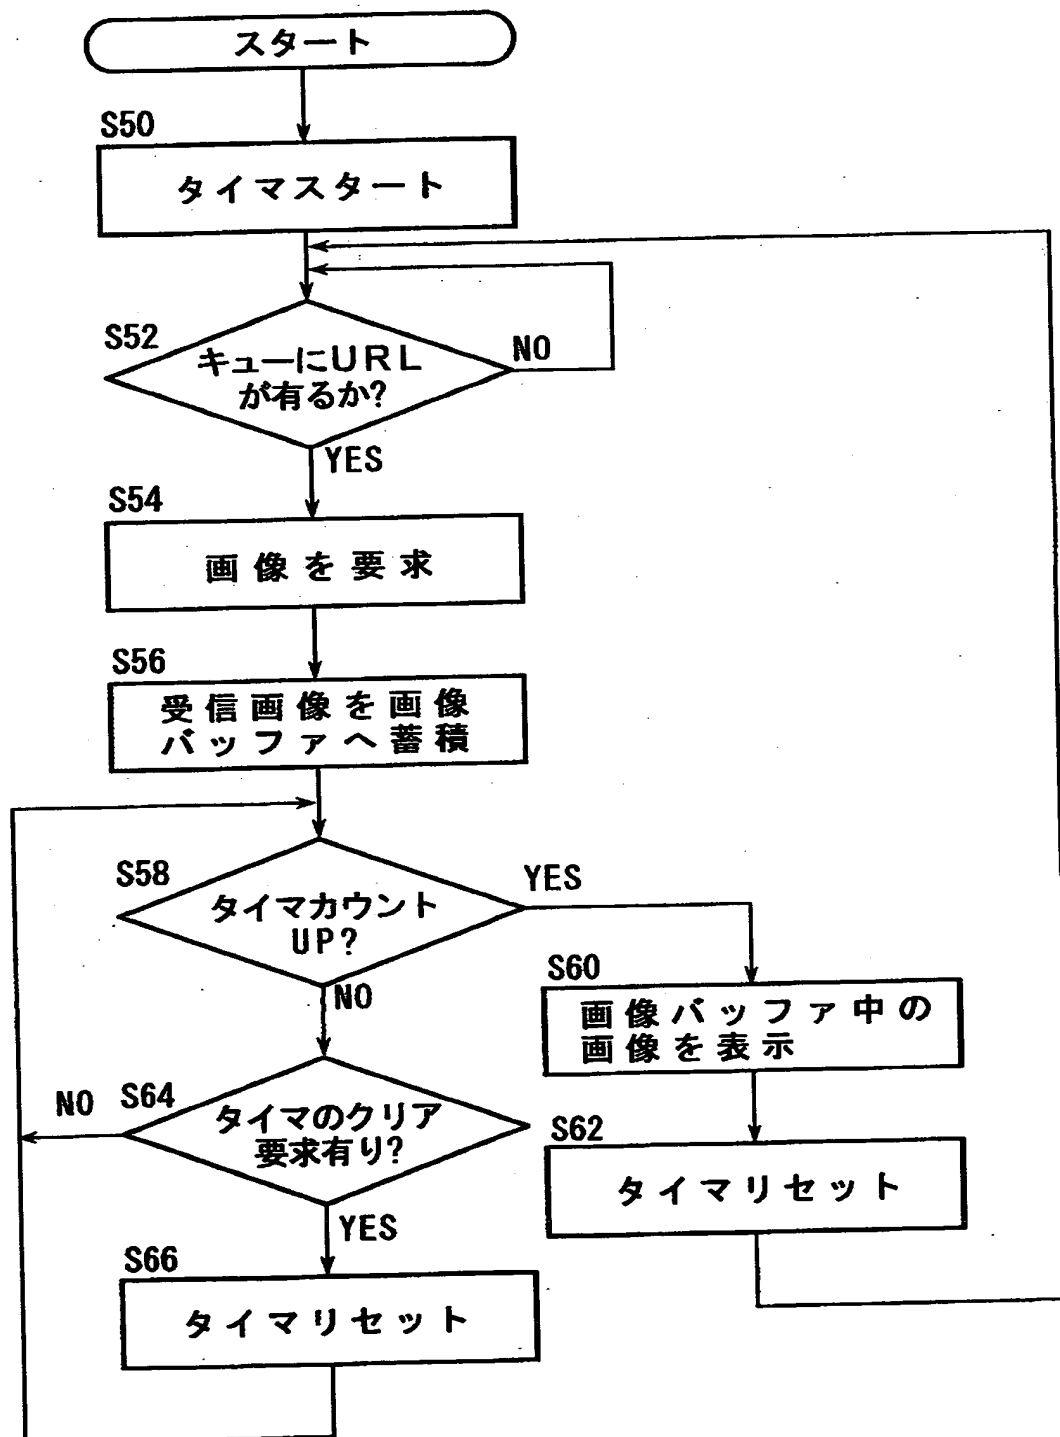 スタート
S50
タイマスタート
S52
キューにURL
が有るか?
NO
YES
S54
画像を要求
S56
受信画像を画像
バッファへ蓄積
S58
タイマカウント
UP?
YES
NO
S60
画像バッファ中の
画像を表示
S64
タイマのクリア
要求有り?
NO
YES
S62
タイマリセット
S66
タイマリセット